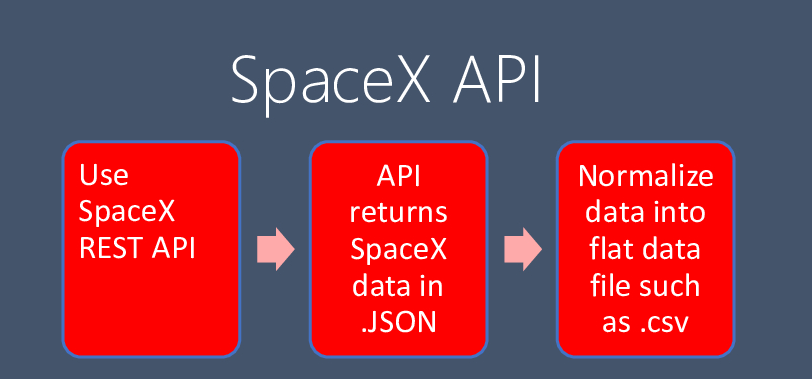 SpaceX API
Use
SpaceX
REST API
API
returns
SpaceX
data in
.JSON
Normalize
data into
flat data
file such
as .csv